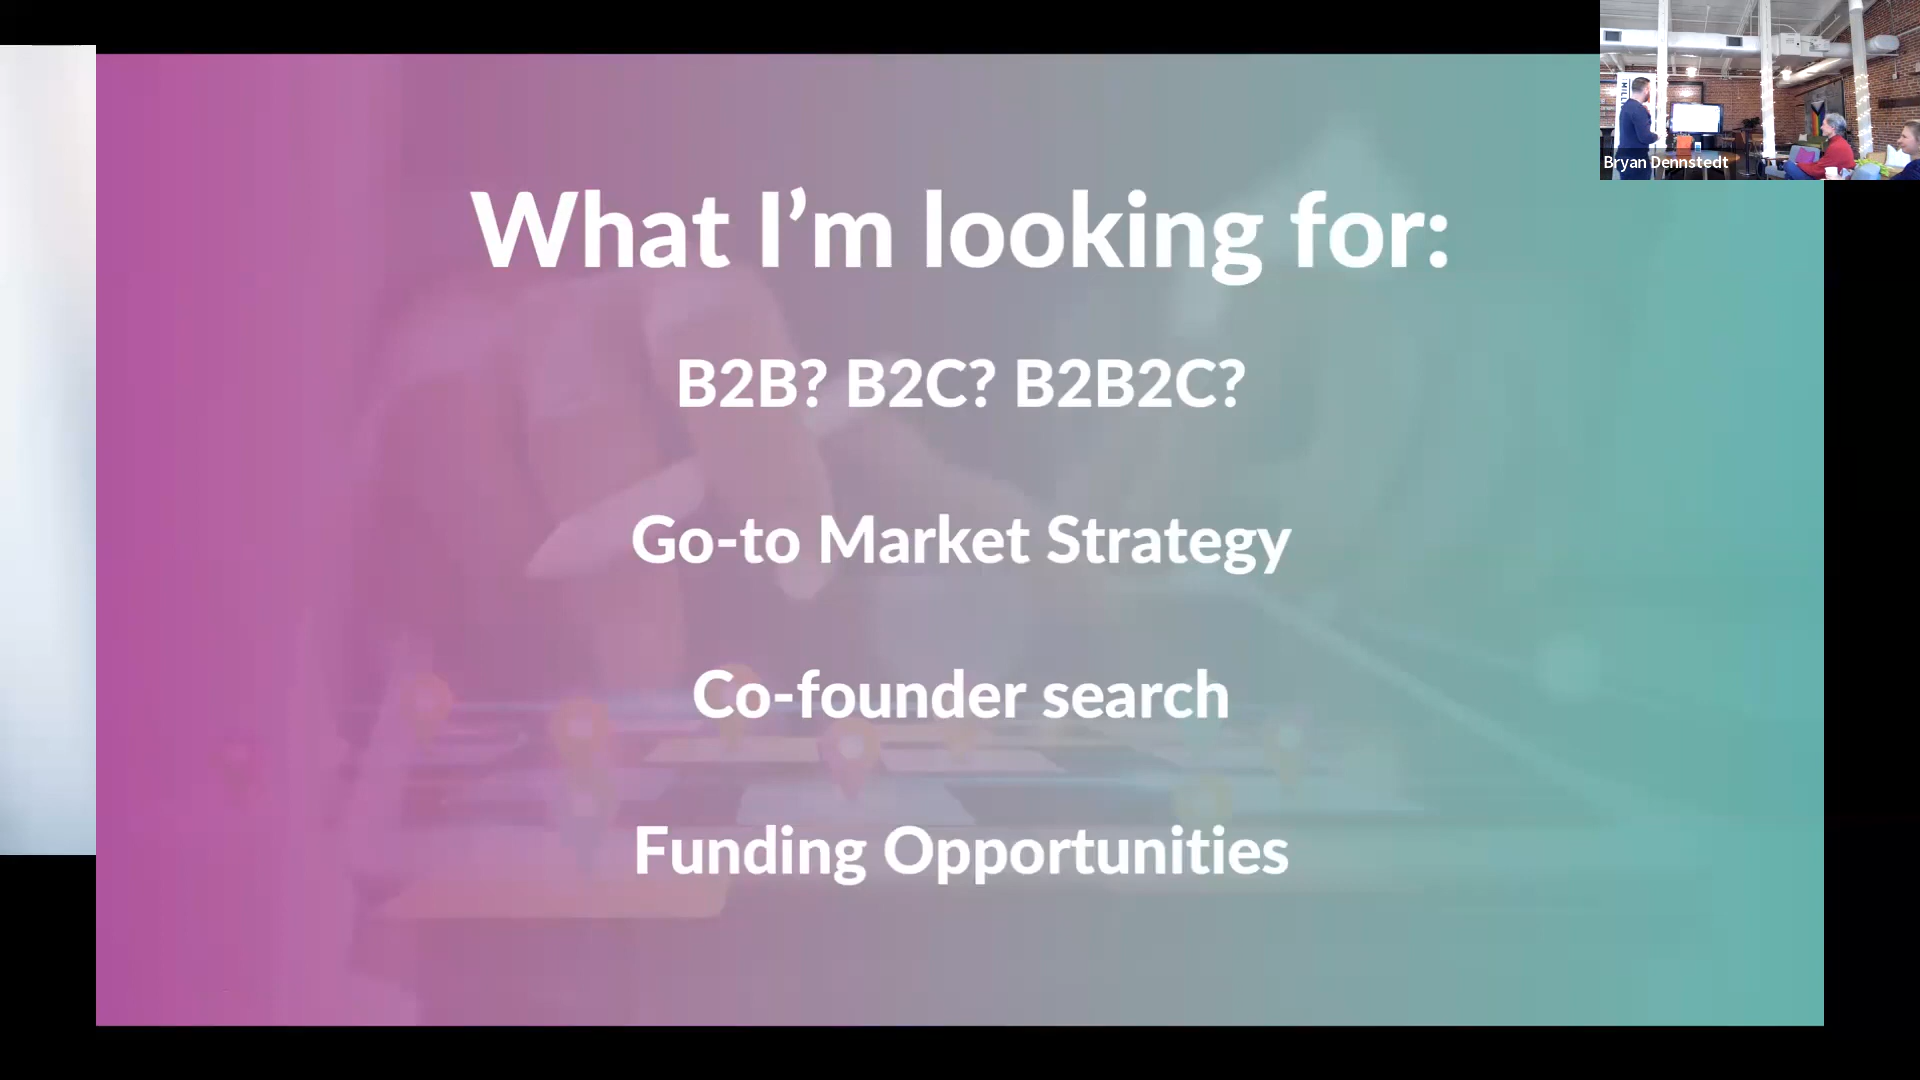 What I’m looking for:
B2B? B2C? B2B2C?
Go-to Market Strategy
Co-founder search
Funding Opportunities
Bryan Dennstedt